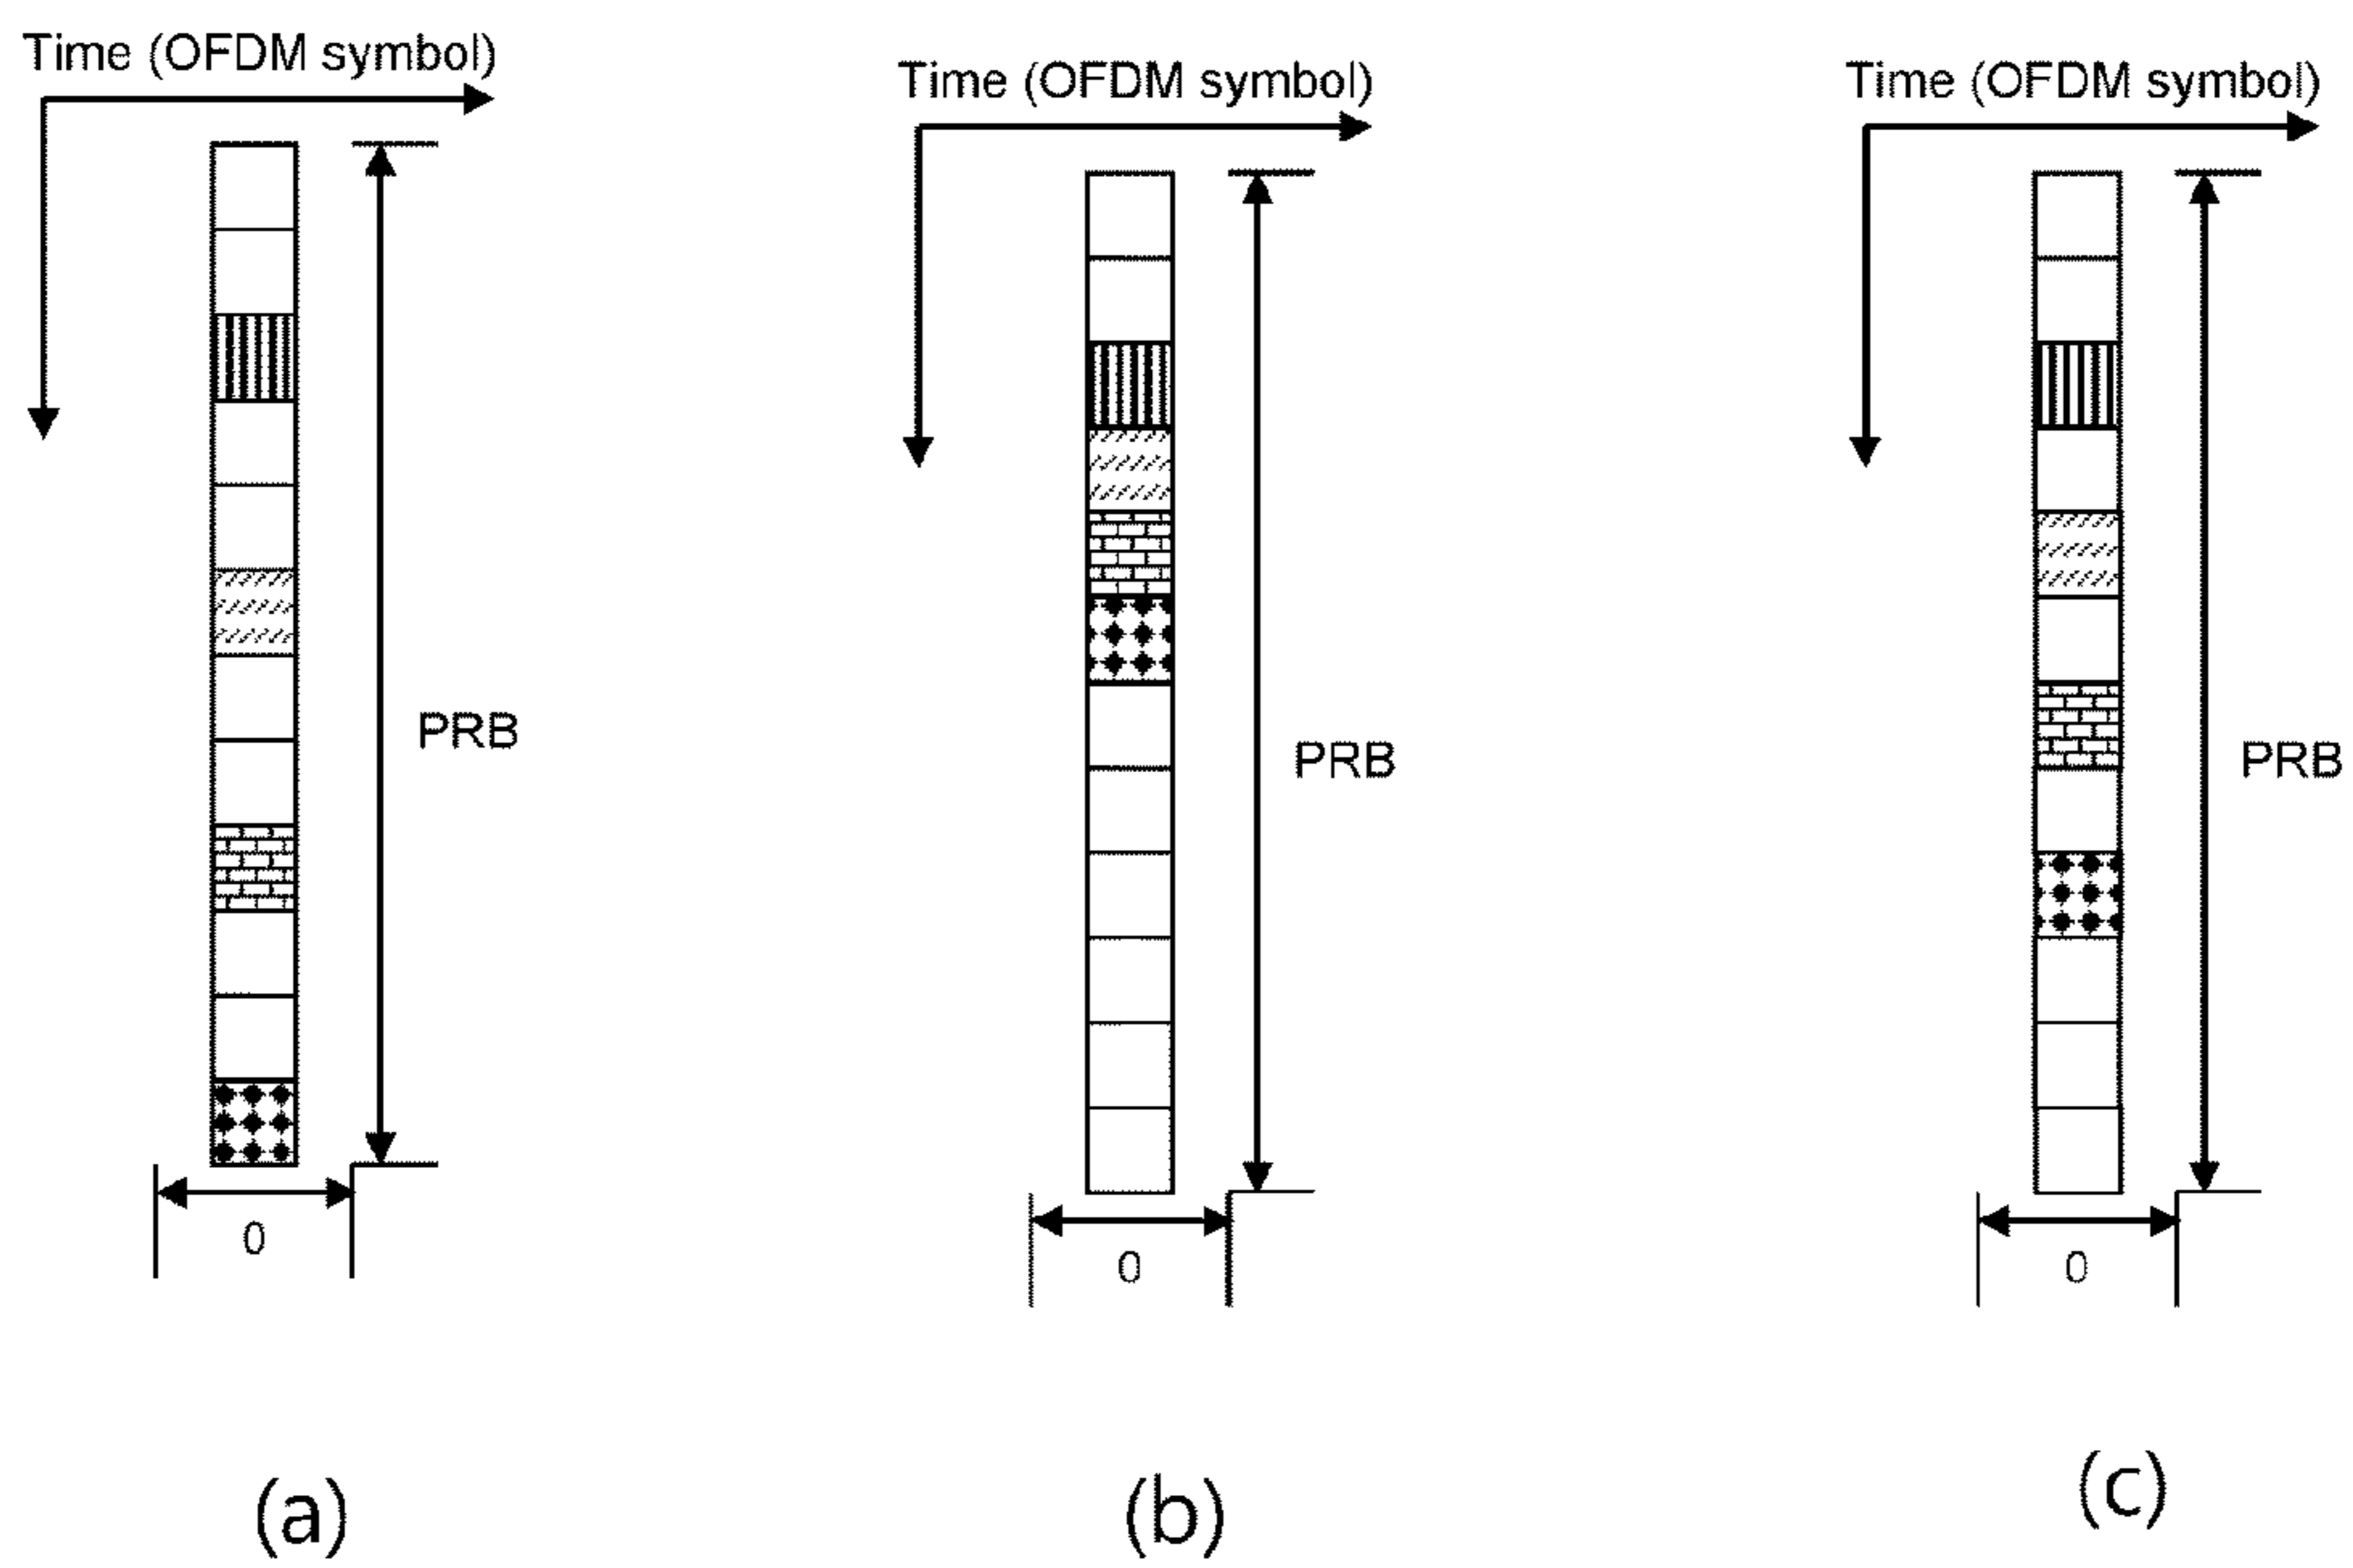 Time (OFDM symbol)
PRB
0
(a)
Time (OFDM symbol)
PRB
0
(b)
Time (OFDM symbol)
PRB
0
(c)